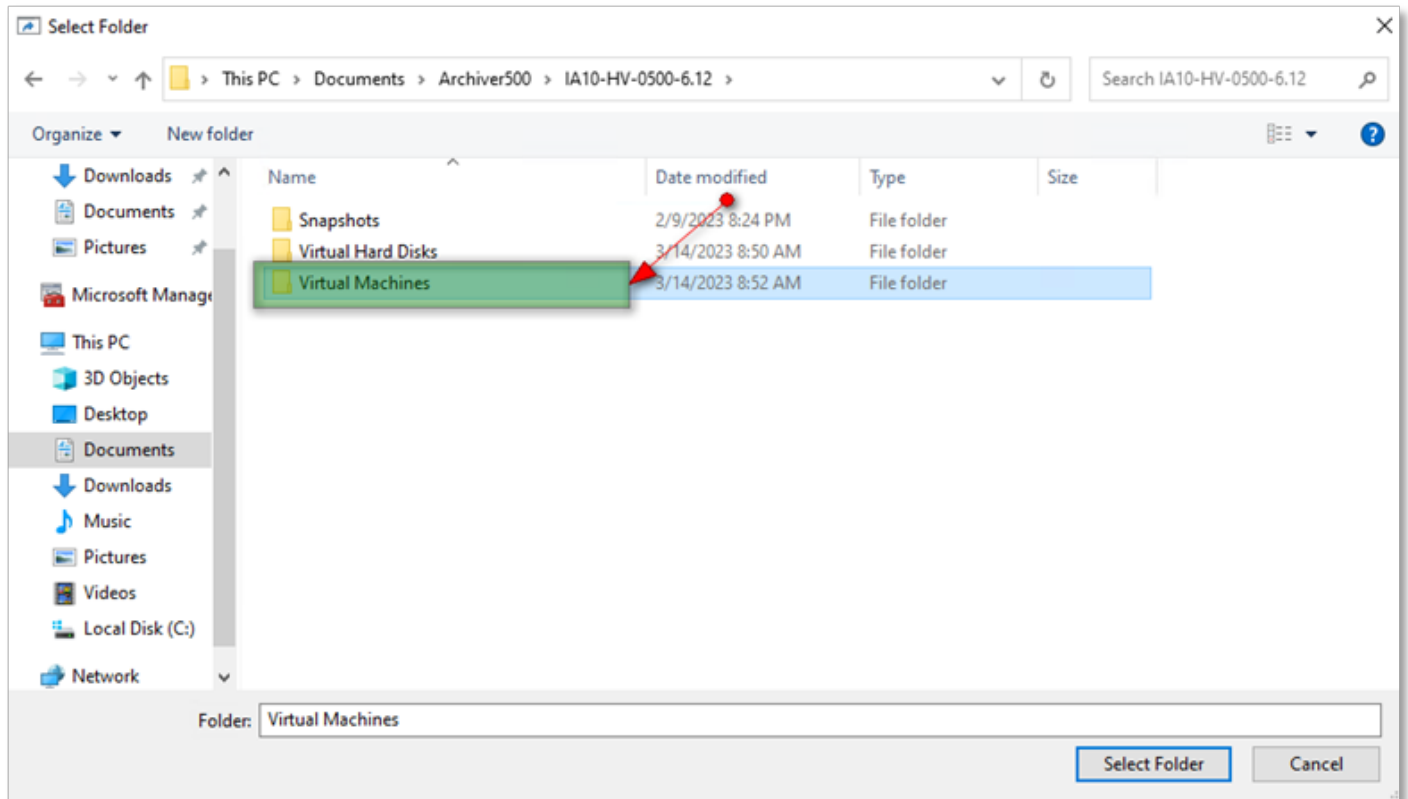 Select Folder
This PC > Documents > Archiver500 > IA10-HV-0500-6.12 >
Search IA10-HV-0500-6.12
Organize
New folder
Downloads
Documents
Pictures
Microsoft Manage
This PC
3D Objects
Desktop
Documents
Downloads
Music
Pictures
Videos
Local Disk (C:)
Network
Name Date modified Type Size
Snapshots 2/9/2023 8:24 PM File folder
Virtual Hard Disks 3/14/2023 8:50 AM File folder
Virtual Machines 3/14/2023 8:52 AM File folder
Folder: Virtual Machines
Select Folder
Cancel